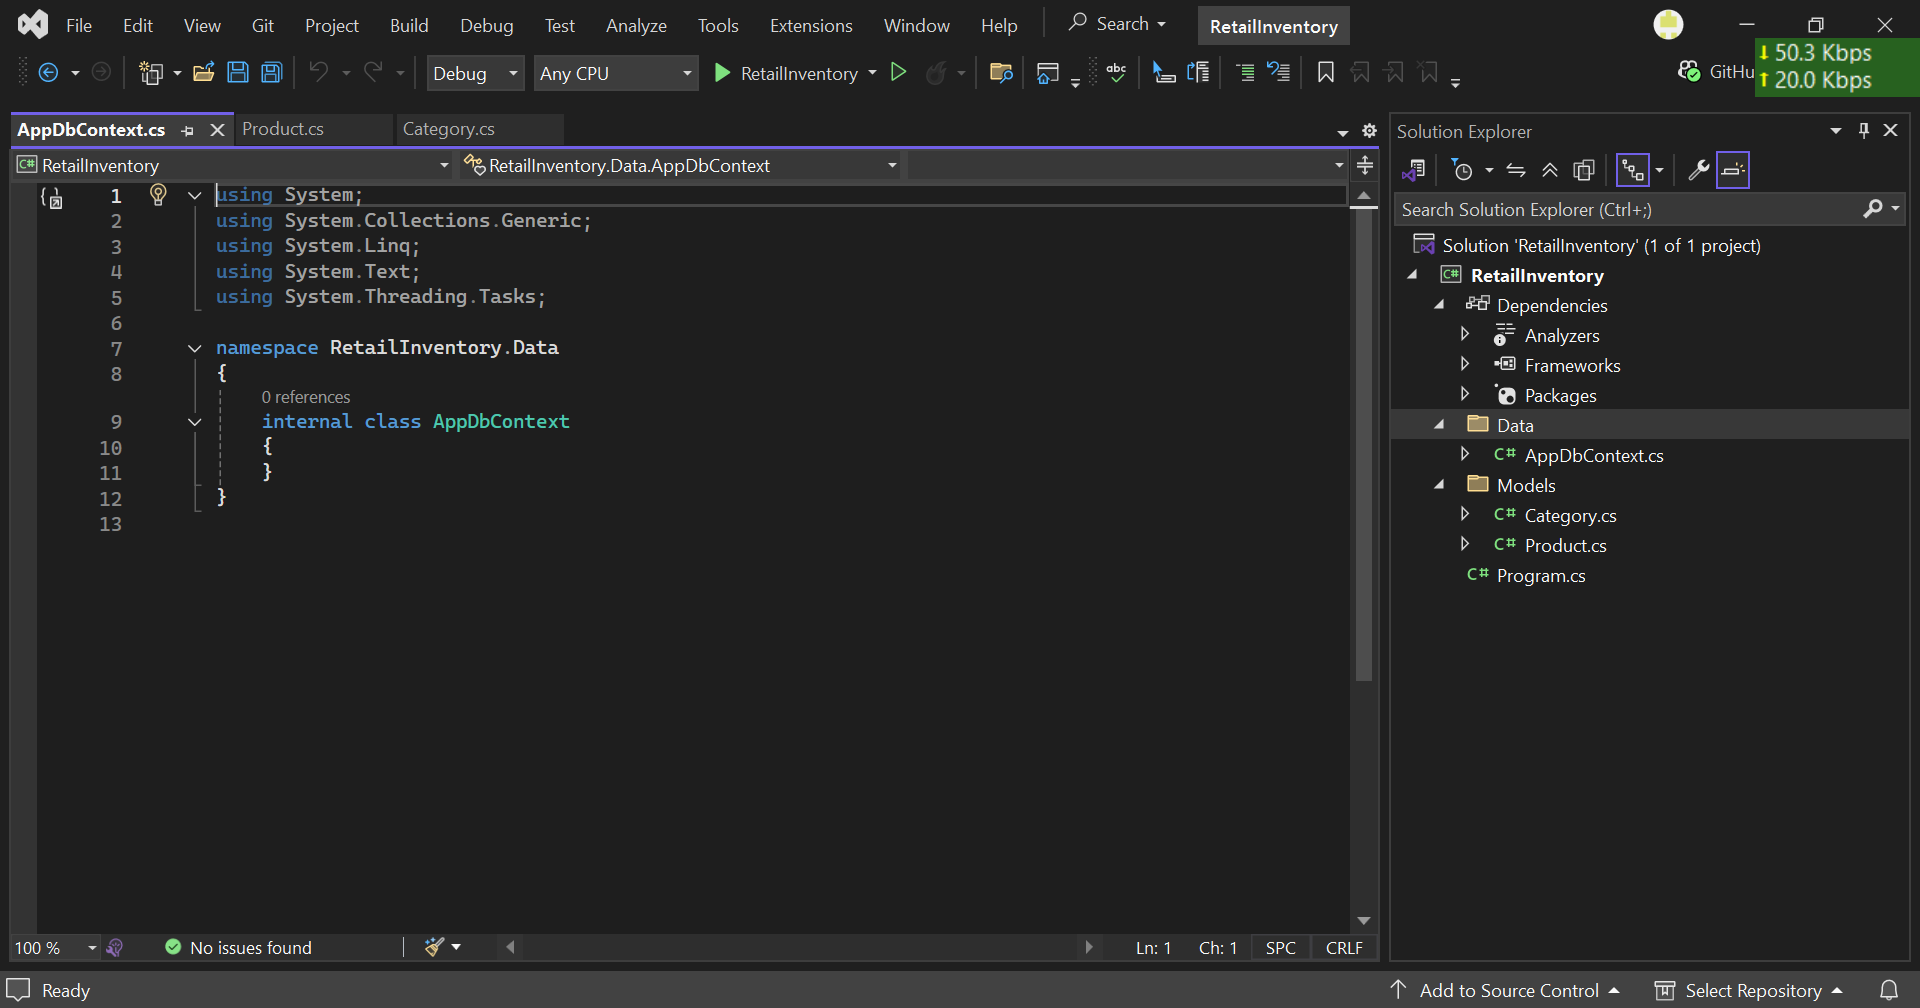 File Edit View Git Project Build Debug Test Analyze Tools Extensions Window Help Search RetailInventory
Debug Any CPU RetailInventory GitHu
50.3 Kbps
20.0 Kbps
AppDbContext.cs Product.cs Category.cs
RetailInventory RetailInventory.Data.AppDbContext
1 using System;
2 using System.Collections.Generic;
3 using System.Linq;
4 using System.Text;
5 using System.Threading.Tasks;
6
7 namespace RetailInventory.Data
8 {
0 references
9 internal class AppDbContext
10 {
11 }
12 }
13
100 % No issues found Ln: 1 Ch: 1 SPC CRLF
Solution Explorer
Search Solution Explorer (Ctrl+;)
Solution 'RetailInventory' (1 of 1 project)
C# RetailInventory
Dependencies
Analyzers
Frameworks
Packages
Data
C# AppDbContext.cs
Models
C# Category.cs
C# Product.cs
C# Program.cs
Ready Add to Source Control Select Repository